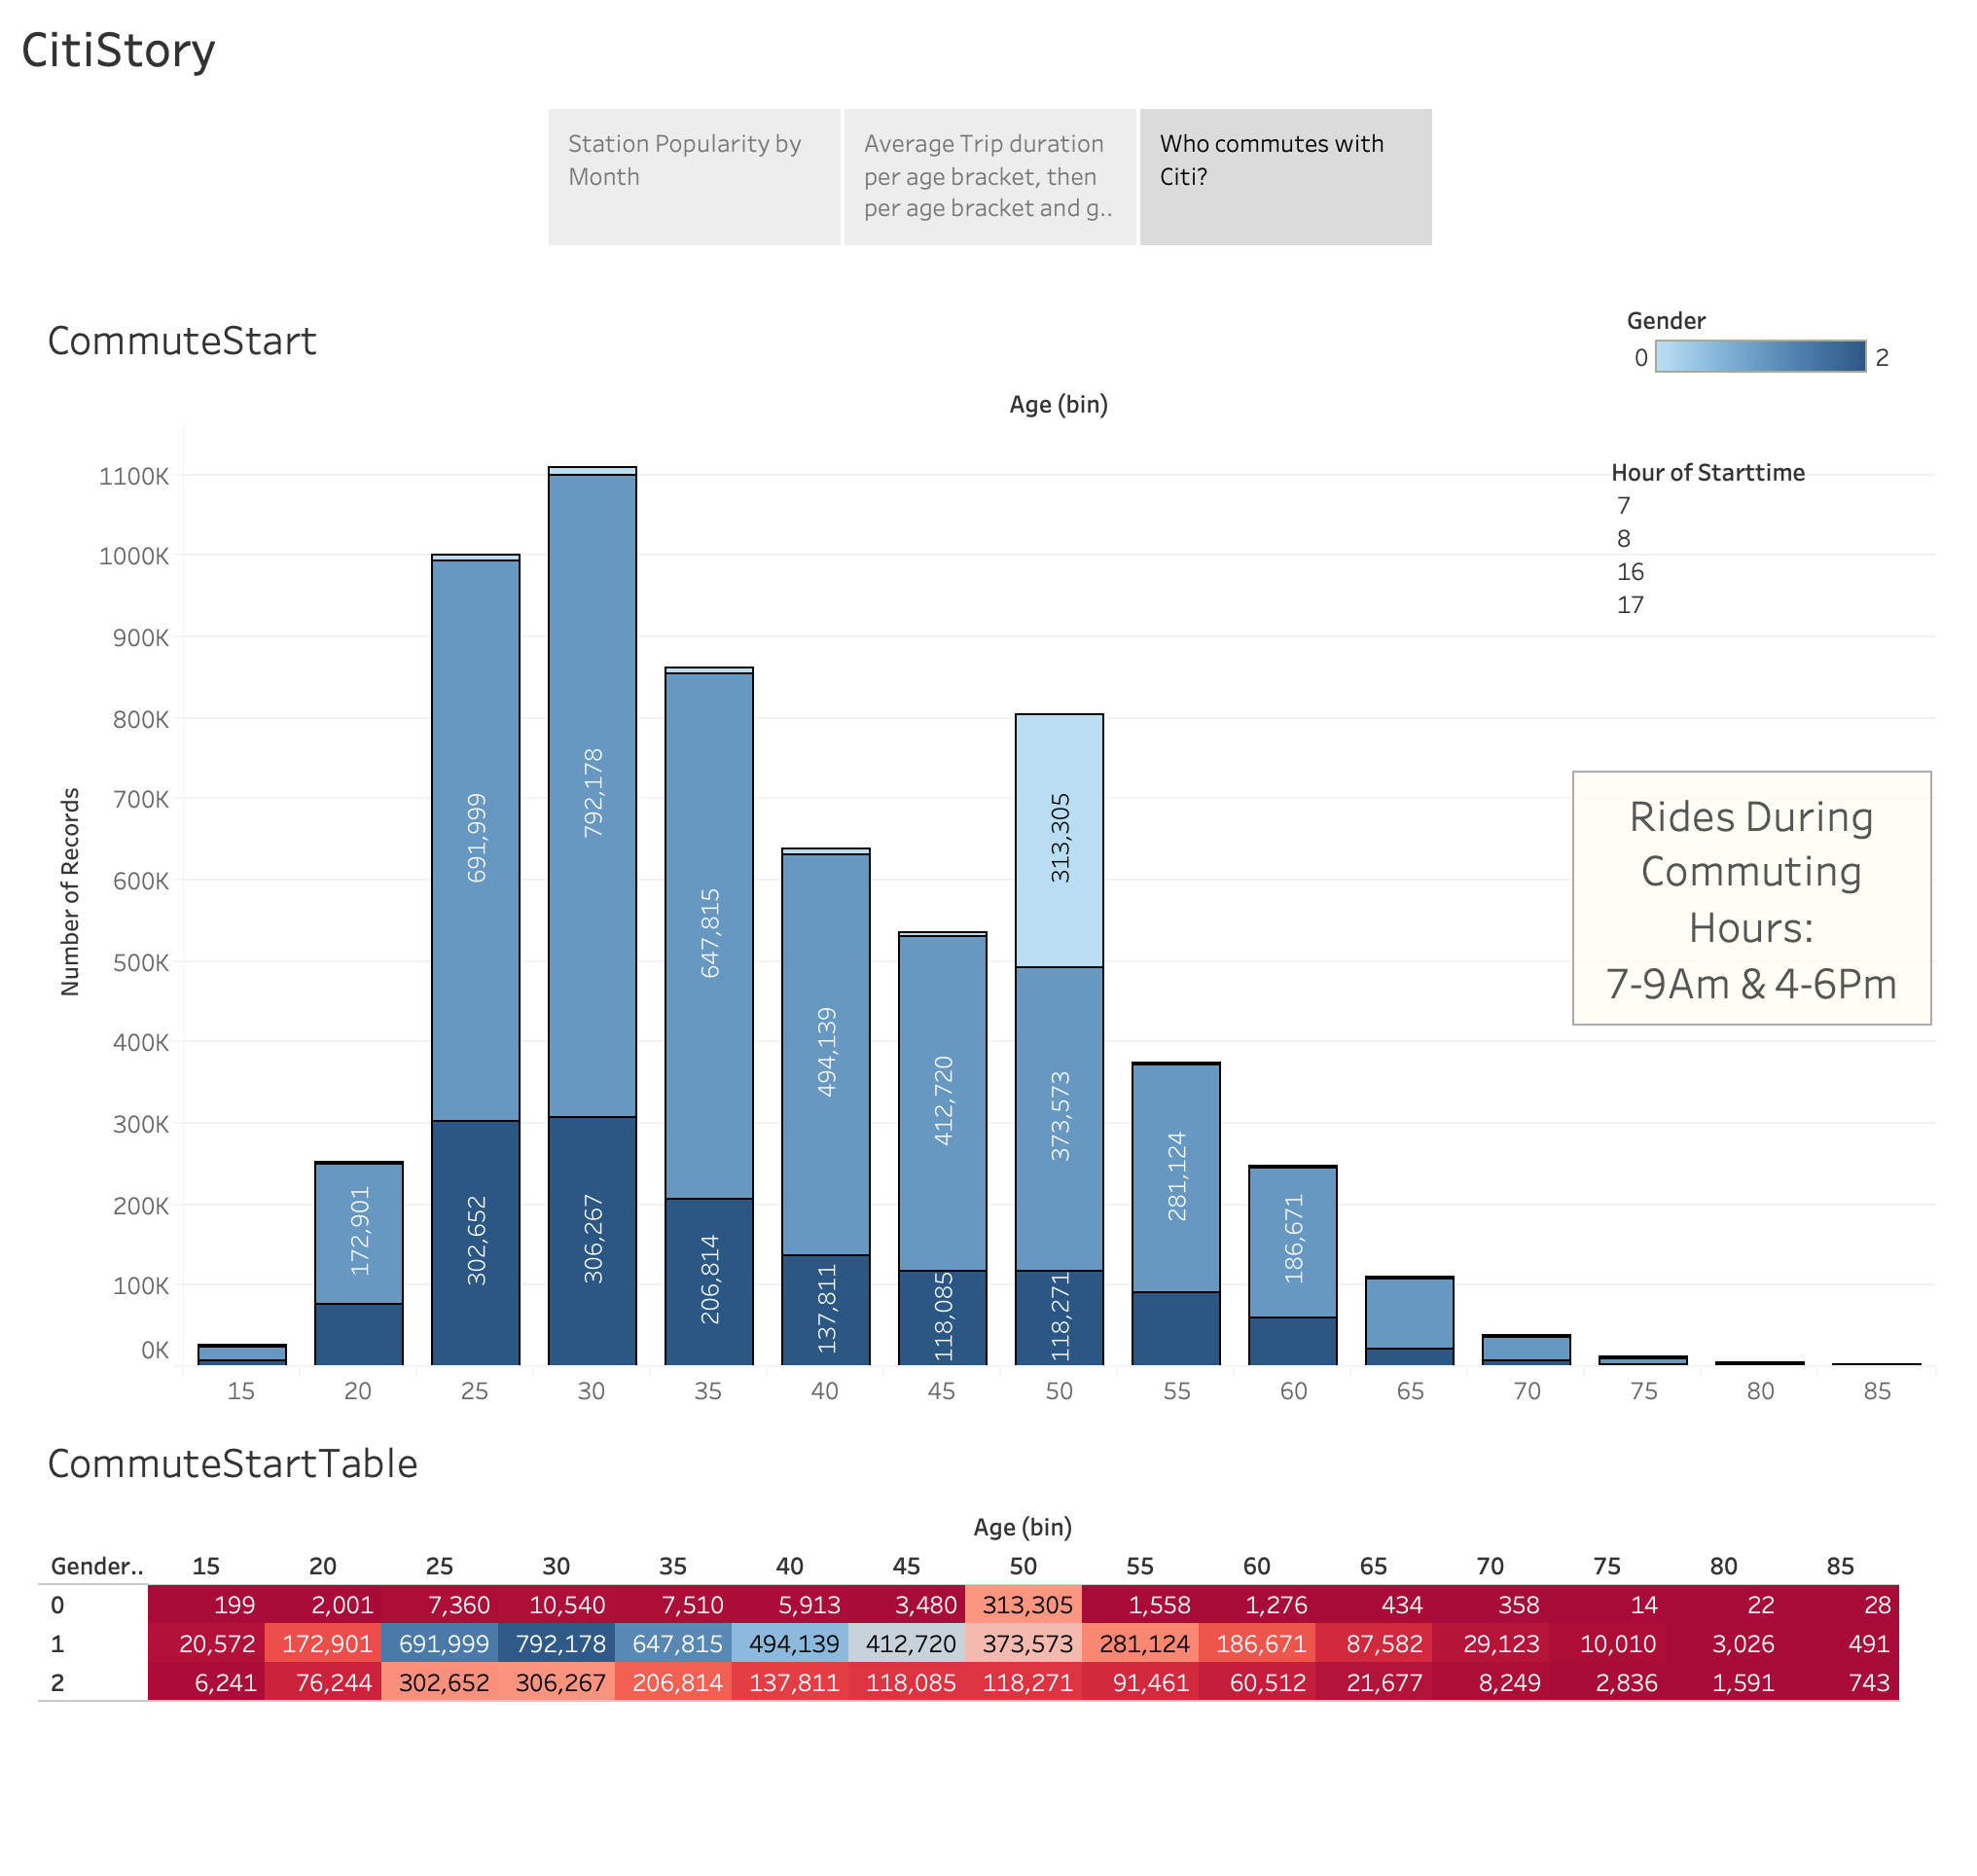 CitiStory
Station Popularity by
Month
Average Trip duration
per age bracket, then
per age bracket and g..
Who commutes with
Citi?
CommuteStart
Gender
0 2
Age (bin)
Hour of Starttime
7
8
16
17
Number of Records
1100K
1000K
900K
800K
700K
600K
500K
400K
300K
200K
100K
0K
172,901
691,999
302,652
792,178
306,267
647,815
206,814
494,139
137,811
412,720
118,085
313,305
373,573
118,271
281,124
186,671
Rides During
Commuting
Hours:
7-9Am & 4-6Pm
15 20 25 30 35 40 45 50 55 60 65 70 75 80 85
CommuteStartTable
Age (bin)
Gender.. 15 20 25 30 35 40 45 50 55 60 65 70 75 80 85
0 199 2,001 7,360 10,540 7,510 5,913 3,480 313,305 1,558 1,276 434 358 14 22 28
1 20,572 172,901 691,999 792,178 647,815 494,139 412,720 373,573 281,124 186,671 87,582 29,123 10,010 3,026 491
2 6,241 76,244 302,652 306,267 206,814 137,811 118,085 118,271 91,461 60,512 21,677 8,249 2,836 1,591 743